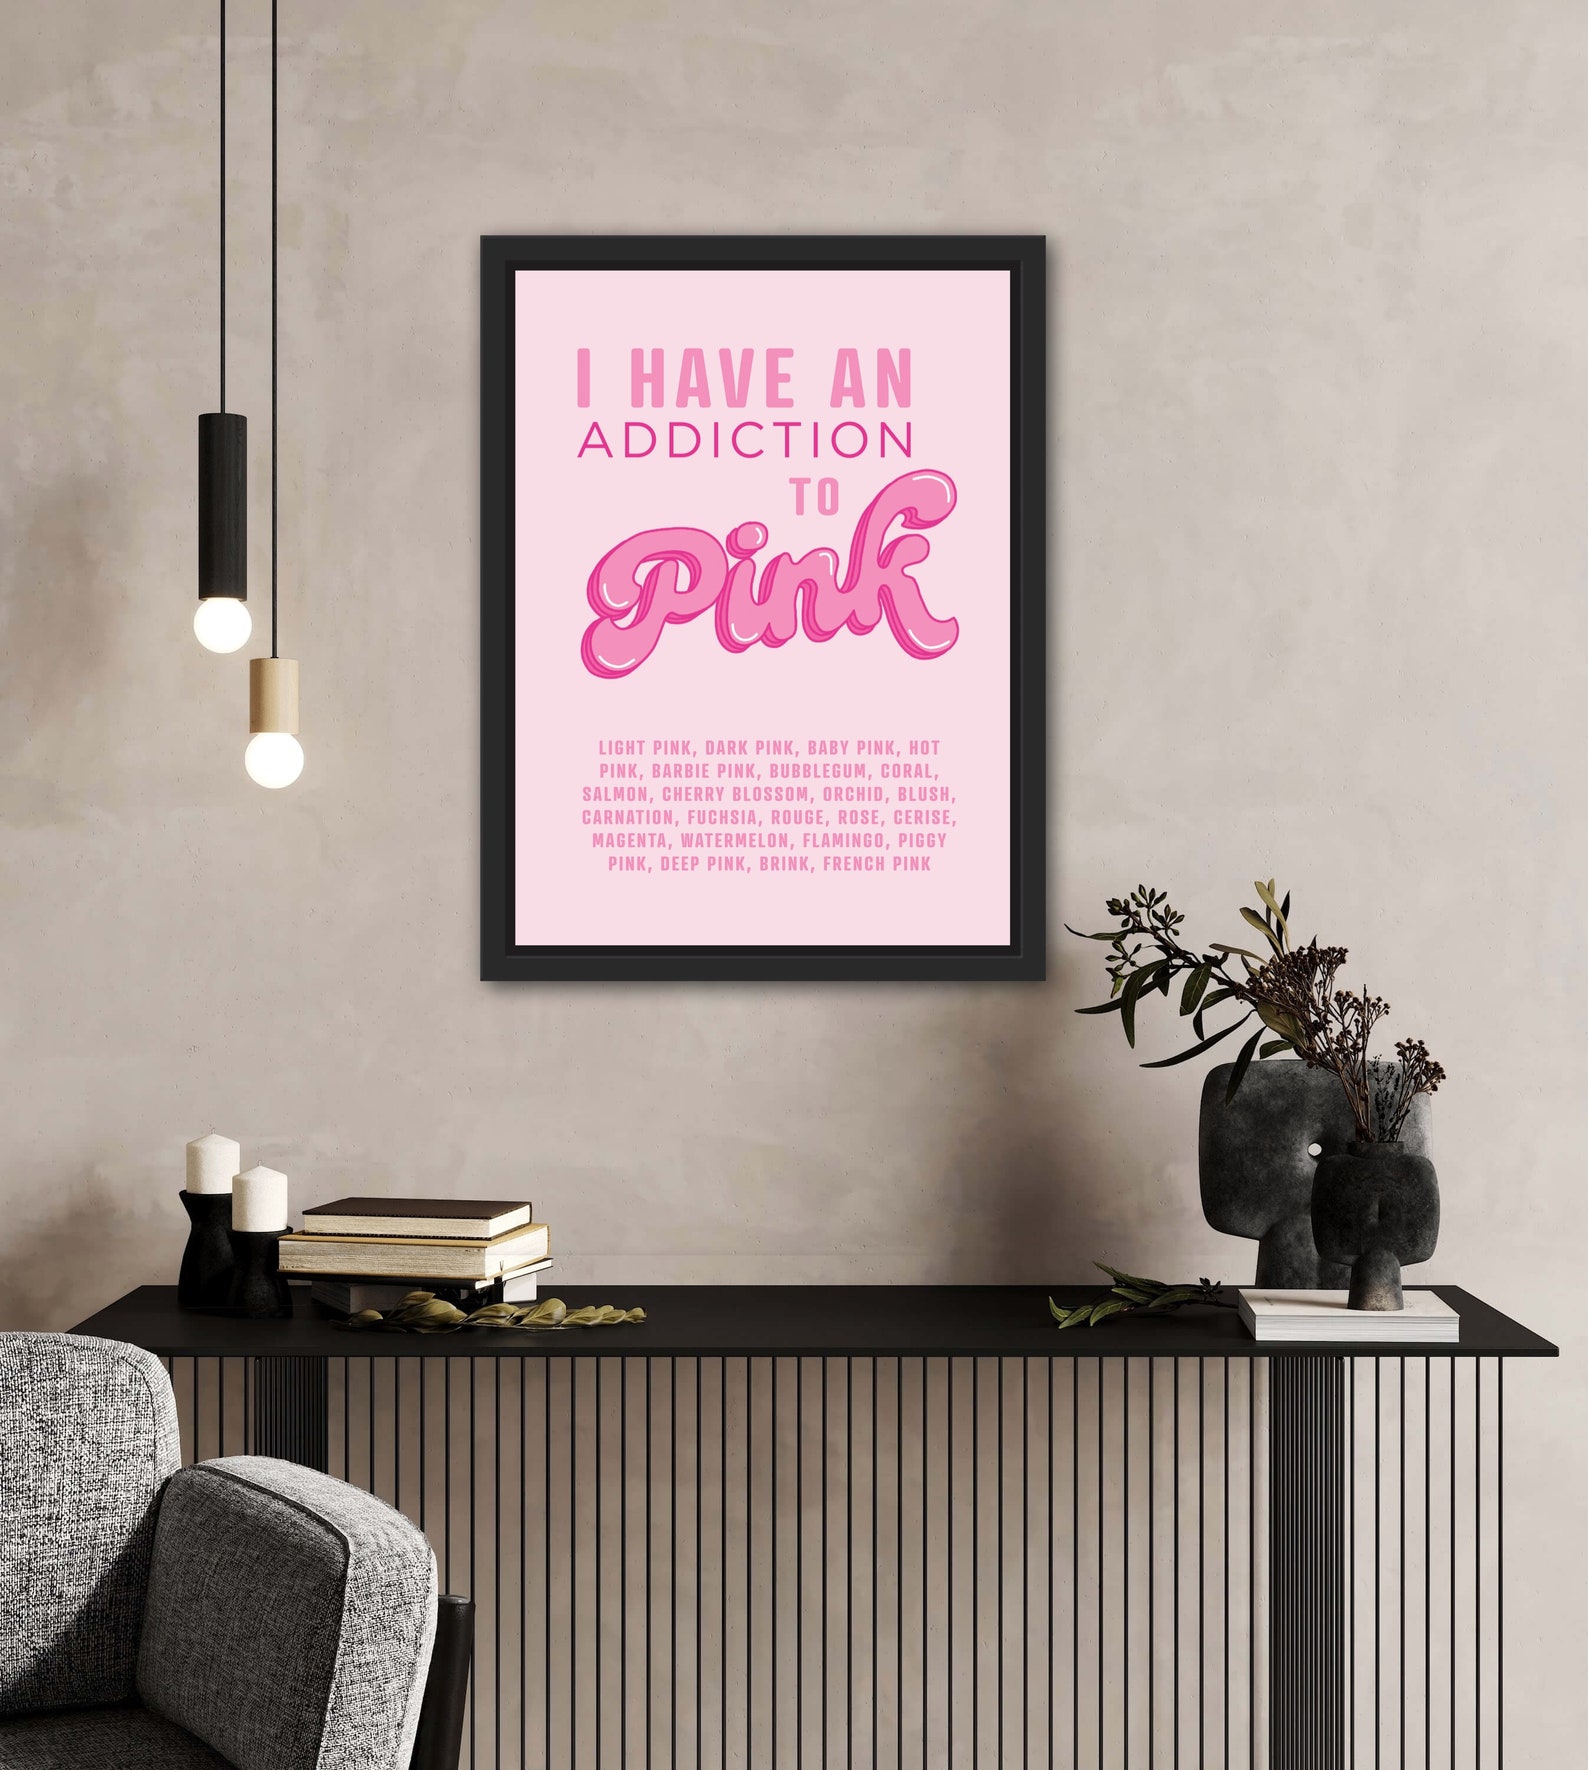 I HAVE AN
ADDICTION
TO
Pink
LIGHT PINK, DARK PINK, BABY PINK, HOT
PINK, BARBIE PINK, BUBBLEGUM, CORAL,
SALMON, CHERRY BLOSSOM, ORCHID, BLUSH,
CARNATION, FUCHSIA, ROUGE, ROSE, CERISE,
MAGENTA, WATERMELON, FLAMINGO, PIGGY
PINK, DEEP PINK, BRINK, FRENCH PINK